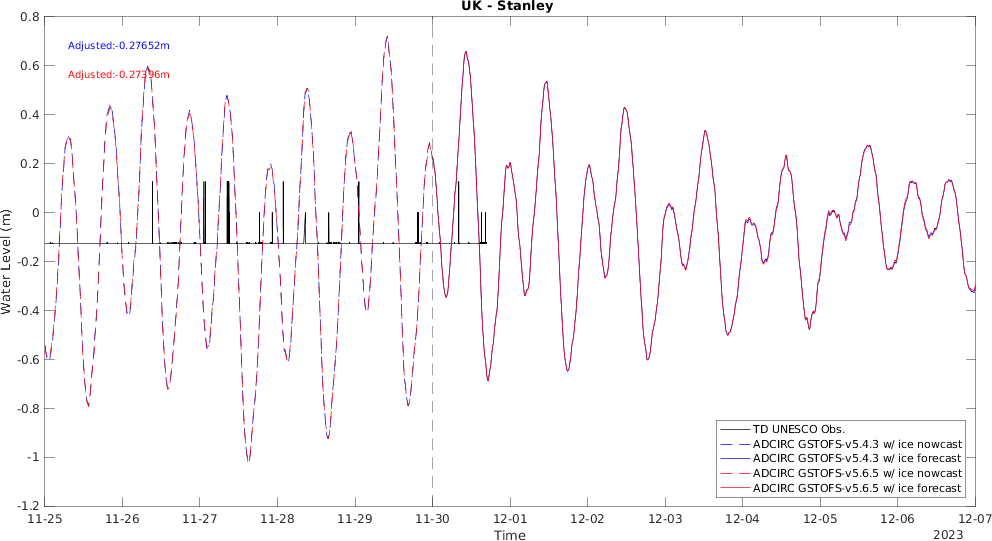 UK - Stanley
Adjusted:-0.27652m
Adjusted:-0.27396m
Water Level (m)
0.8
0.6
0.4
0.2
0
-0.2
-0.4
-0.6
-0.8
-1
-1.2
TD UNESCO Obs.
ADCIRC GSTOFS-v5.4.3 w/ ice nowcast
ADCIRC GSTOFS-v5.4.3 w/ ice forecast
ADCIRC GSTOFS-v5.6.5 w/ ice nowcast
ADCIRC GSTOFS-v5.6.5 w/ ice forecast
11-25 11-26 11-27 11-28 11-29 11-30 12-01 12-02 12-03 12-04 12-05 12-06 12-07
Time
2023